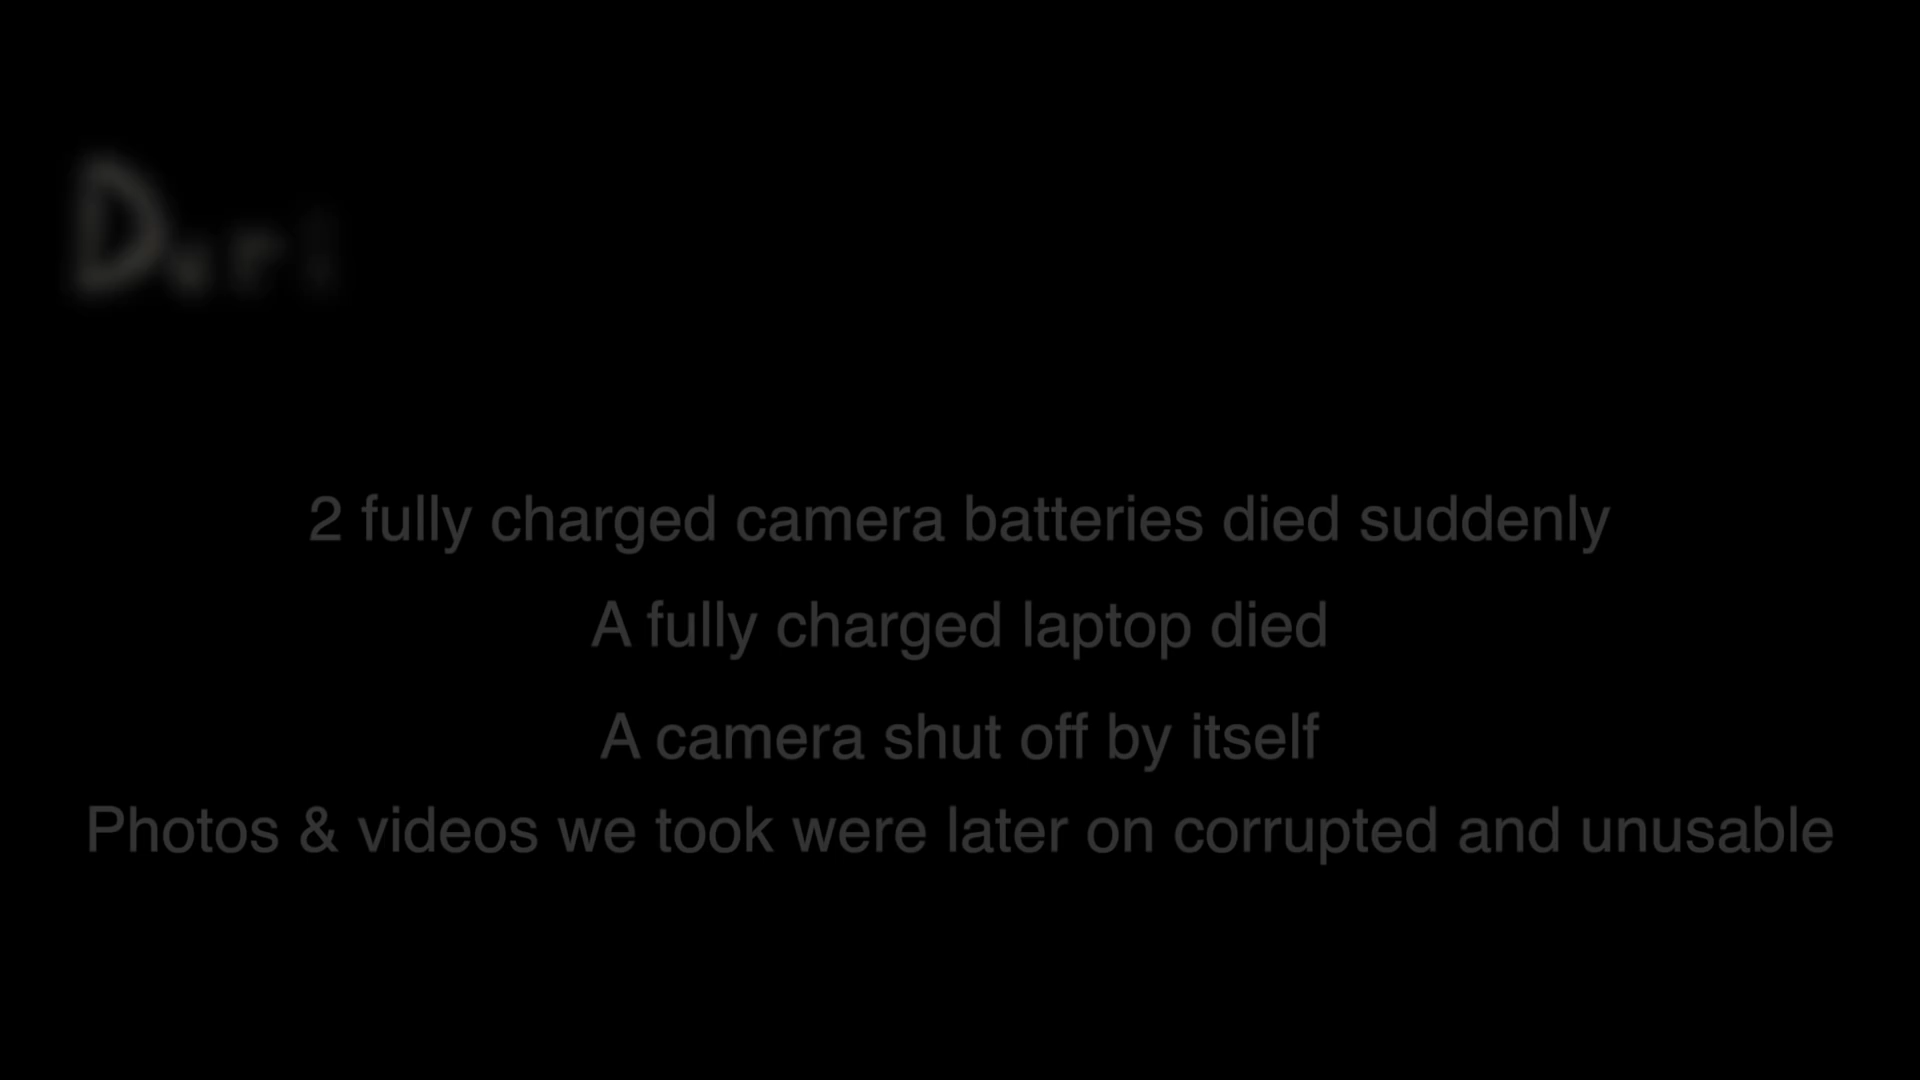 Duri
2 fully charged camera batteries died suddenly
A fully charged laptop died
A camera shut off by itself
Photos & videos we took were later on corrupted and unusable